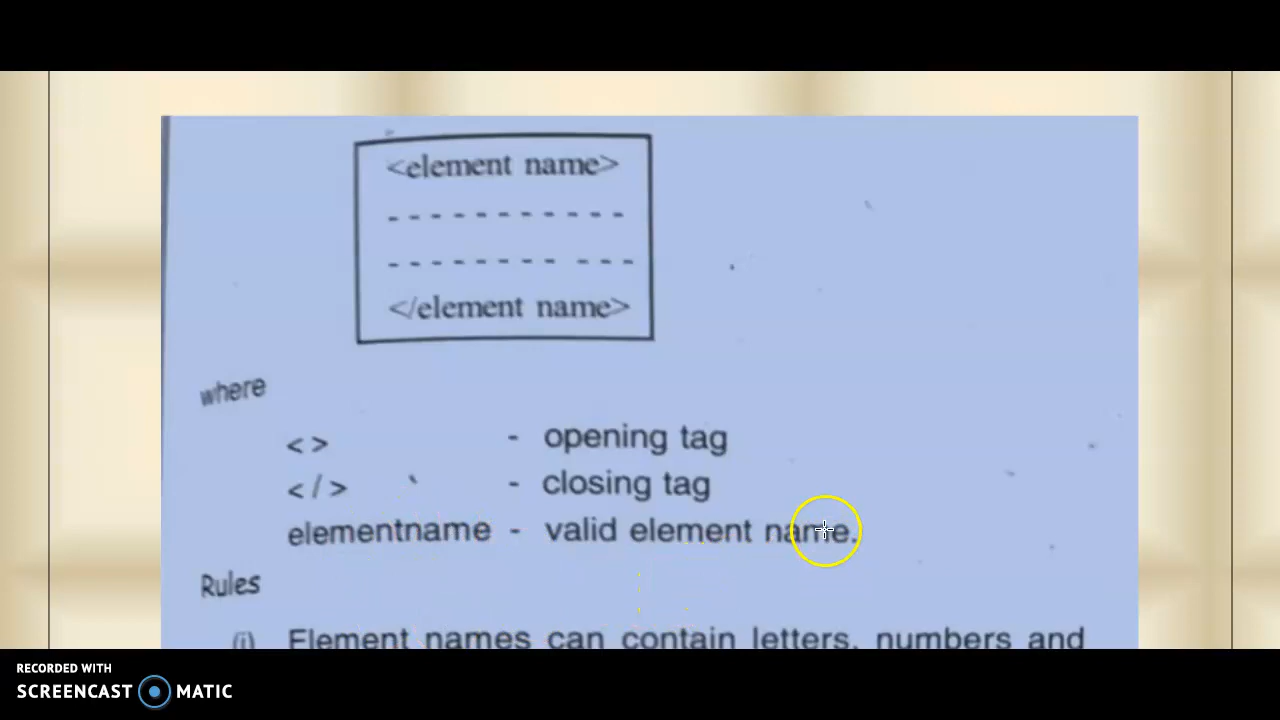 <element name>
- - - - - - - - - - -
- - - - - - - - - - -
</element name>
where
< > - opening tag
< / > - closing tag
elementname - valid element name.
Rules
(i) Element names can contain letters, numbers and
RECORDED WITH
SCREENCAST MATIC